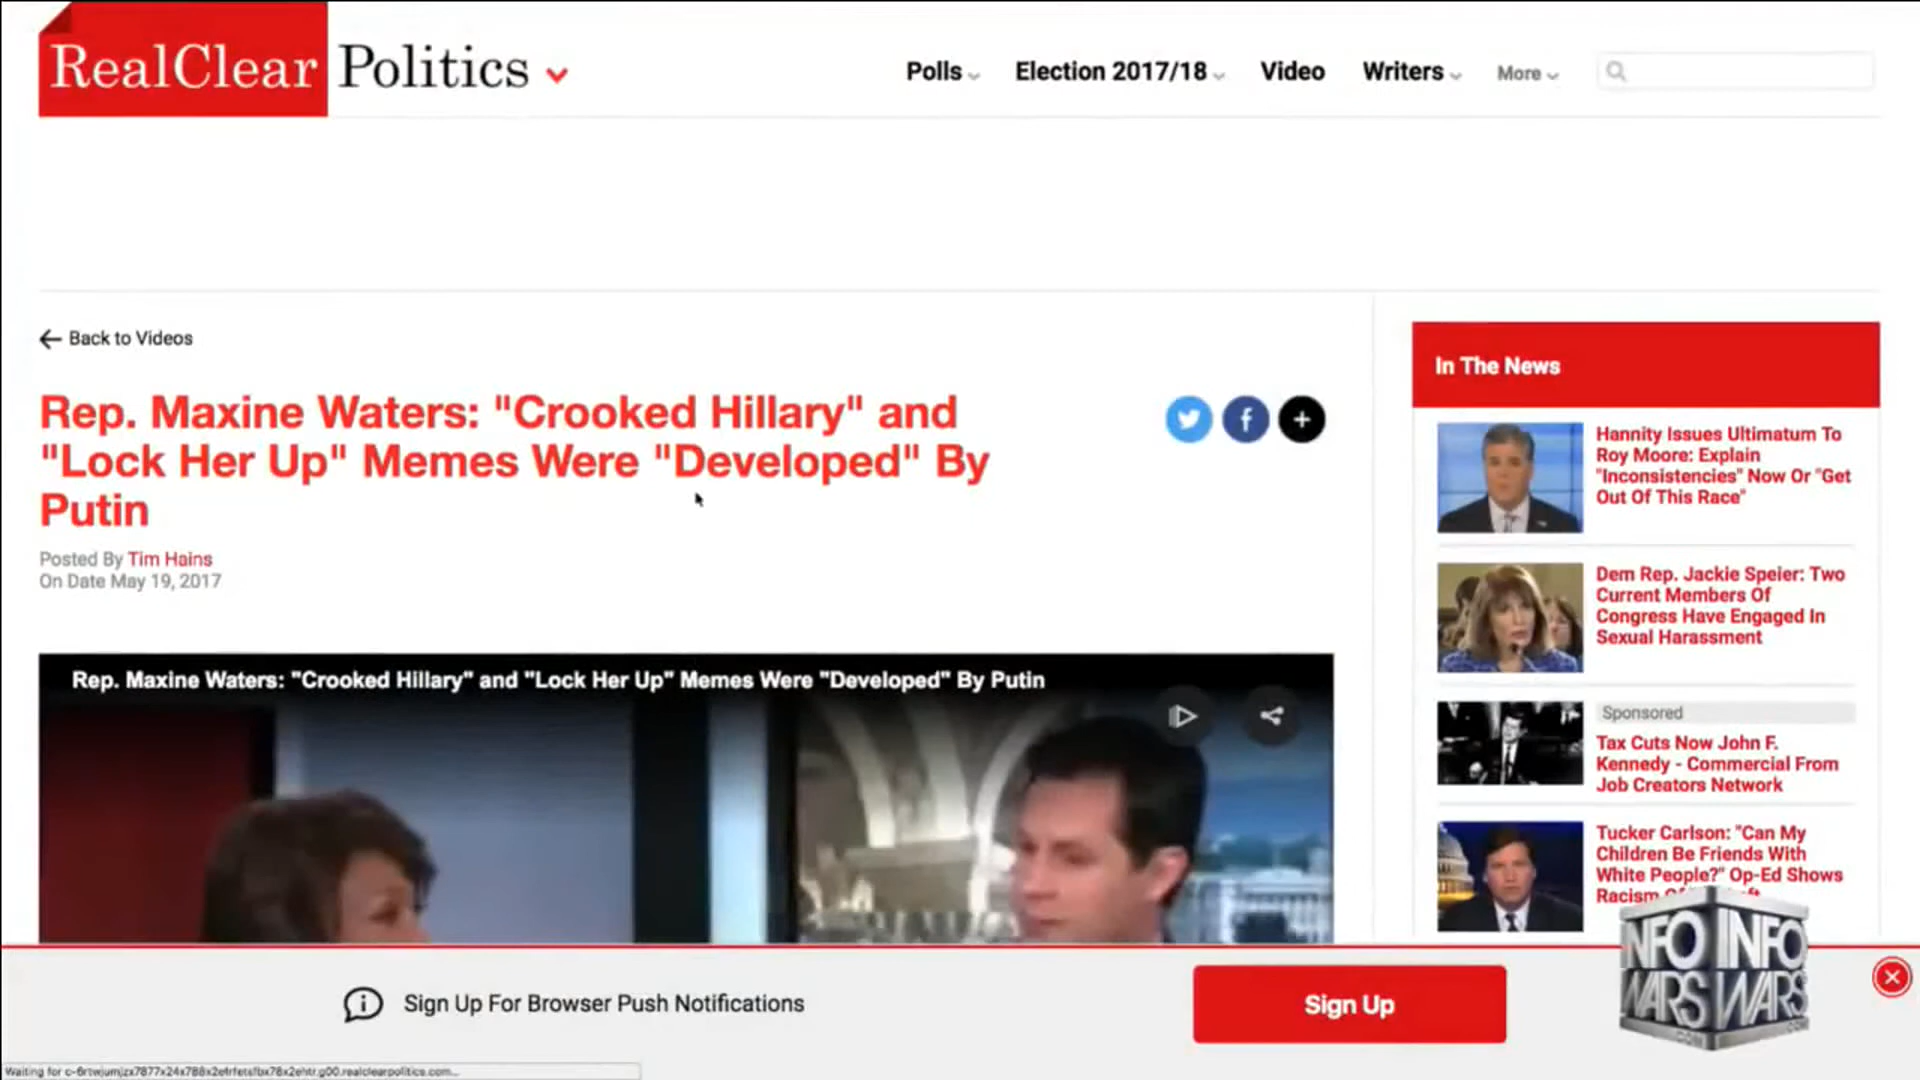 RealClear Politics
Polls
Election 2017/18
Video
Writers
More
Back to Videos
Rep. Maxine Waters: "Crooked Hillary" and
"Lock Her Up" Memes Were "Developed" By
Putin
Posted By Tim Hains
On Date May 19, 2017
Rep. Maxine Waters: "Crooked Hillary" and "Lock Her Up" Memes Were "Developed" By Putin
In The News
Hannity Issues Ultimatum To
Roy Moore: Explain
"Inconsistencies" Now Or "Get
Out Of This Race"
Dem Rep. Jackie Speier: Two
Current Members Of
Congress Have Engaged In
Sexual Harassment
Sponsored
Tax Cuts Now John F.
Kennedy - Commercial From
Job Creators Network
Tucker Carlson: "Can My
Children Be Friends With
White People?" Op-Ed Shows
Racism
Sign Up For Browser Push Notifications
Sign Up
INFO INFO
WARS WARS
.COM
Waiting for